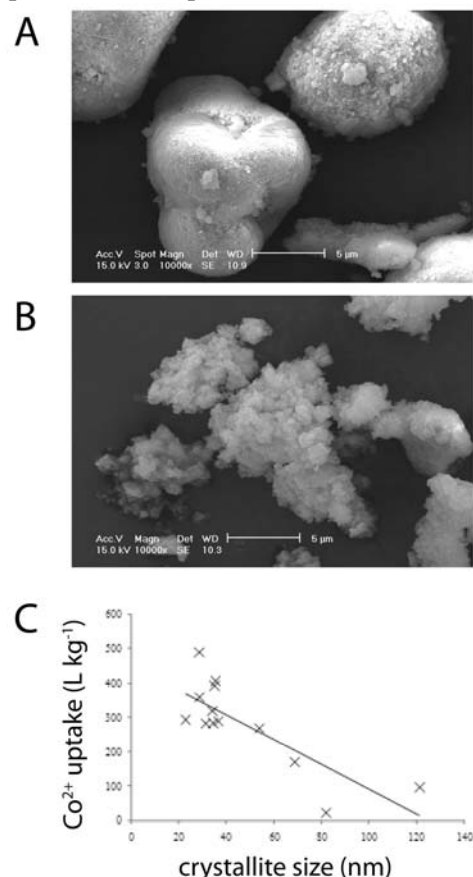 A
Acc.V Spot Magn Det WD
15.0 kV 3.0 10000x SE 10.9
5 µm
B
Acc.V Magn Det WD
15.0 kV 10000x SE 10.3
5 µm
C
Co²⁺ uptake (L kg⁻¹)
600
500
400
300
200
100
0
0 20 40 60 80 100 120 140
crystallite size (nm)